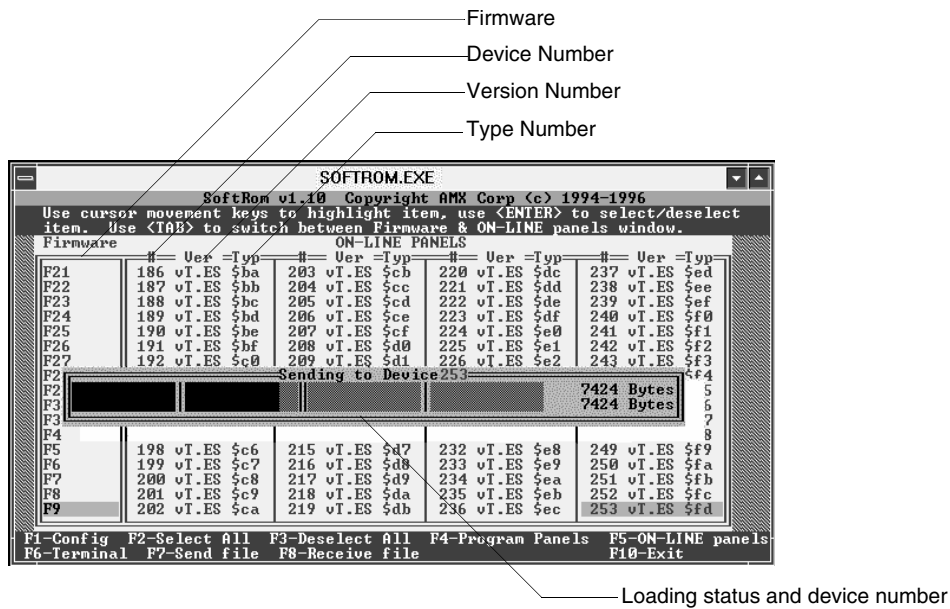 Firmware
Device Number
Version Number
Type Number
SOFTROM.EXE
SoftRom v1.10 Copyright AMX Corp (c) 1994-1996
Use cursor movement keys to highlight item, use <ENTER> to select/deselect
item. Use <TAB> to switch between Firmware & ON-LINE panels window.
Firmware ON-LINE PANELS
# Ver Typ # Ver Typ # Ver Typ # Ver Typ
F21 186 vT.ES $ba 203 vT.ES $cb 220 vT.ES $dc 237 vT.ES $ed
F22 187 vT.ES $bb 204 vT.ES $cc 221 vT.ES $dd 238 vT.ES $ee
F23 188 vT.ES $bc 205 vT.ES $cd 222 vT.ES $de 239 vT.ES $ef
F24 189 vT.ES $bd 206 vT.ES $ce 223 vT.ES $df 240 vT.ES $f0
F25 190 vT.ES $be 207 vT.ES $cf 224 vT.ES $e0 241 vT.ES $f1
F26 191 vT.ES $bf 208 vT.ES $d0 225 vT.ES $e1 242 vT.ES $f2
F27 192 vT.ES $c0 209 vT.ES $d1 226 vT.ES $e2 243 vT.ES $f3
F2 Sending to Device253 $f4
F2 7424 Bytes 5
F3 7424 Bytes 6
F3 7
F4 8
F5 198 vT.ES $c6 215 vT.ES $d7 232 vT.ES $e8 249 vT.ES $f9
F6 199 vT.ES $c7 216 vT.ES $d8 233 vT.ES $e9 250 vT.ES $fa
F7 200 vT.ES $c8 217 vT.ES $d9 234 vT.ES $ea 251 vT.ES $fb
F8 201 vT.ES $c9 218 vT.ES $da 235 vT.ES $eb 252 vT.ES $fc
F9 202 vT.ES $ca 219 vT.ES $db 236 vT.ES $ec 253 vT.ES $fd
F1-Config F2-Select All F3-Deselect All F4-Program Panels F5-ON-LINE panels
F6-Terminal F7-Send file F8-Receive file F10-Exit
Loading status and device number